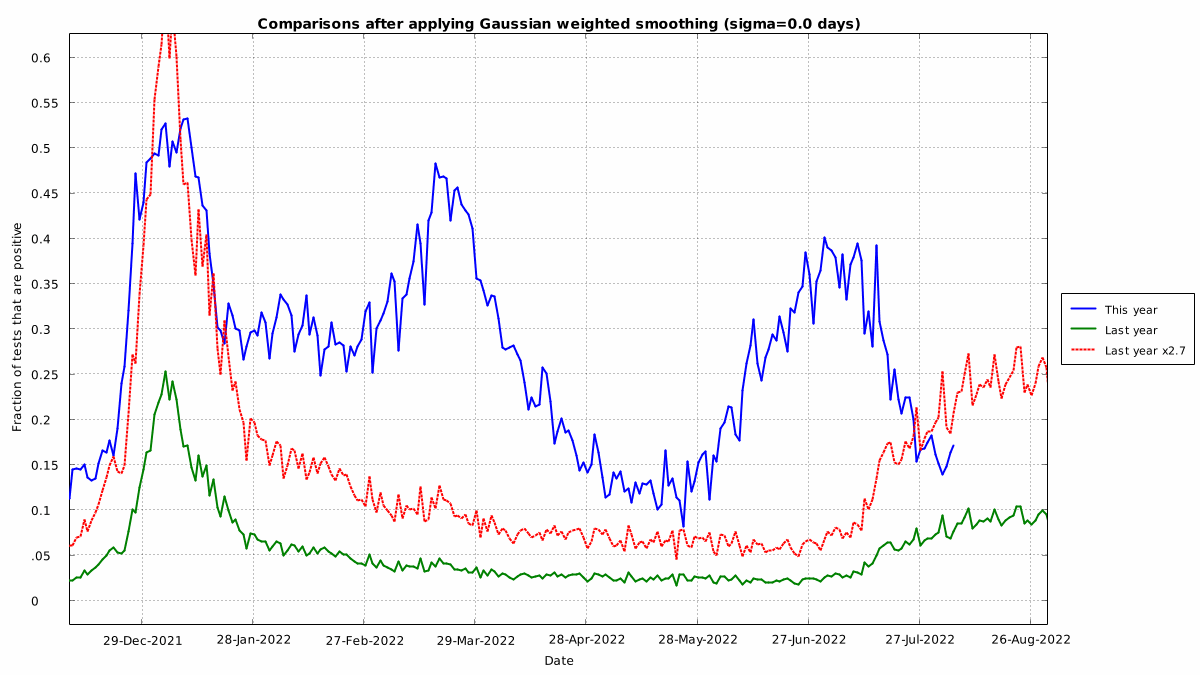 Comparisons after applying Gaussian weighted smoothing (sigma=0.0 days)
Fraction of tests that are positive
0.6
0.55
0.5
0.45
0.4
0.35
0.3
0.25
0.2
0.15
0.1
.05
0
29-Dec-2021 28-Jan-2022 27-Feb-2022 29-Mar-2022 28-Apr-2022 28-May-2022 27-Jun-2022 27-Jul-2022 26-Aug-2022
Date
This year
Last year
Last year x2.7